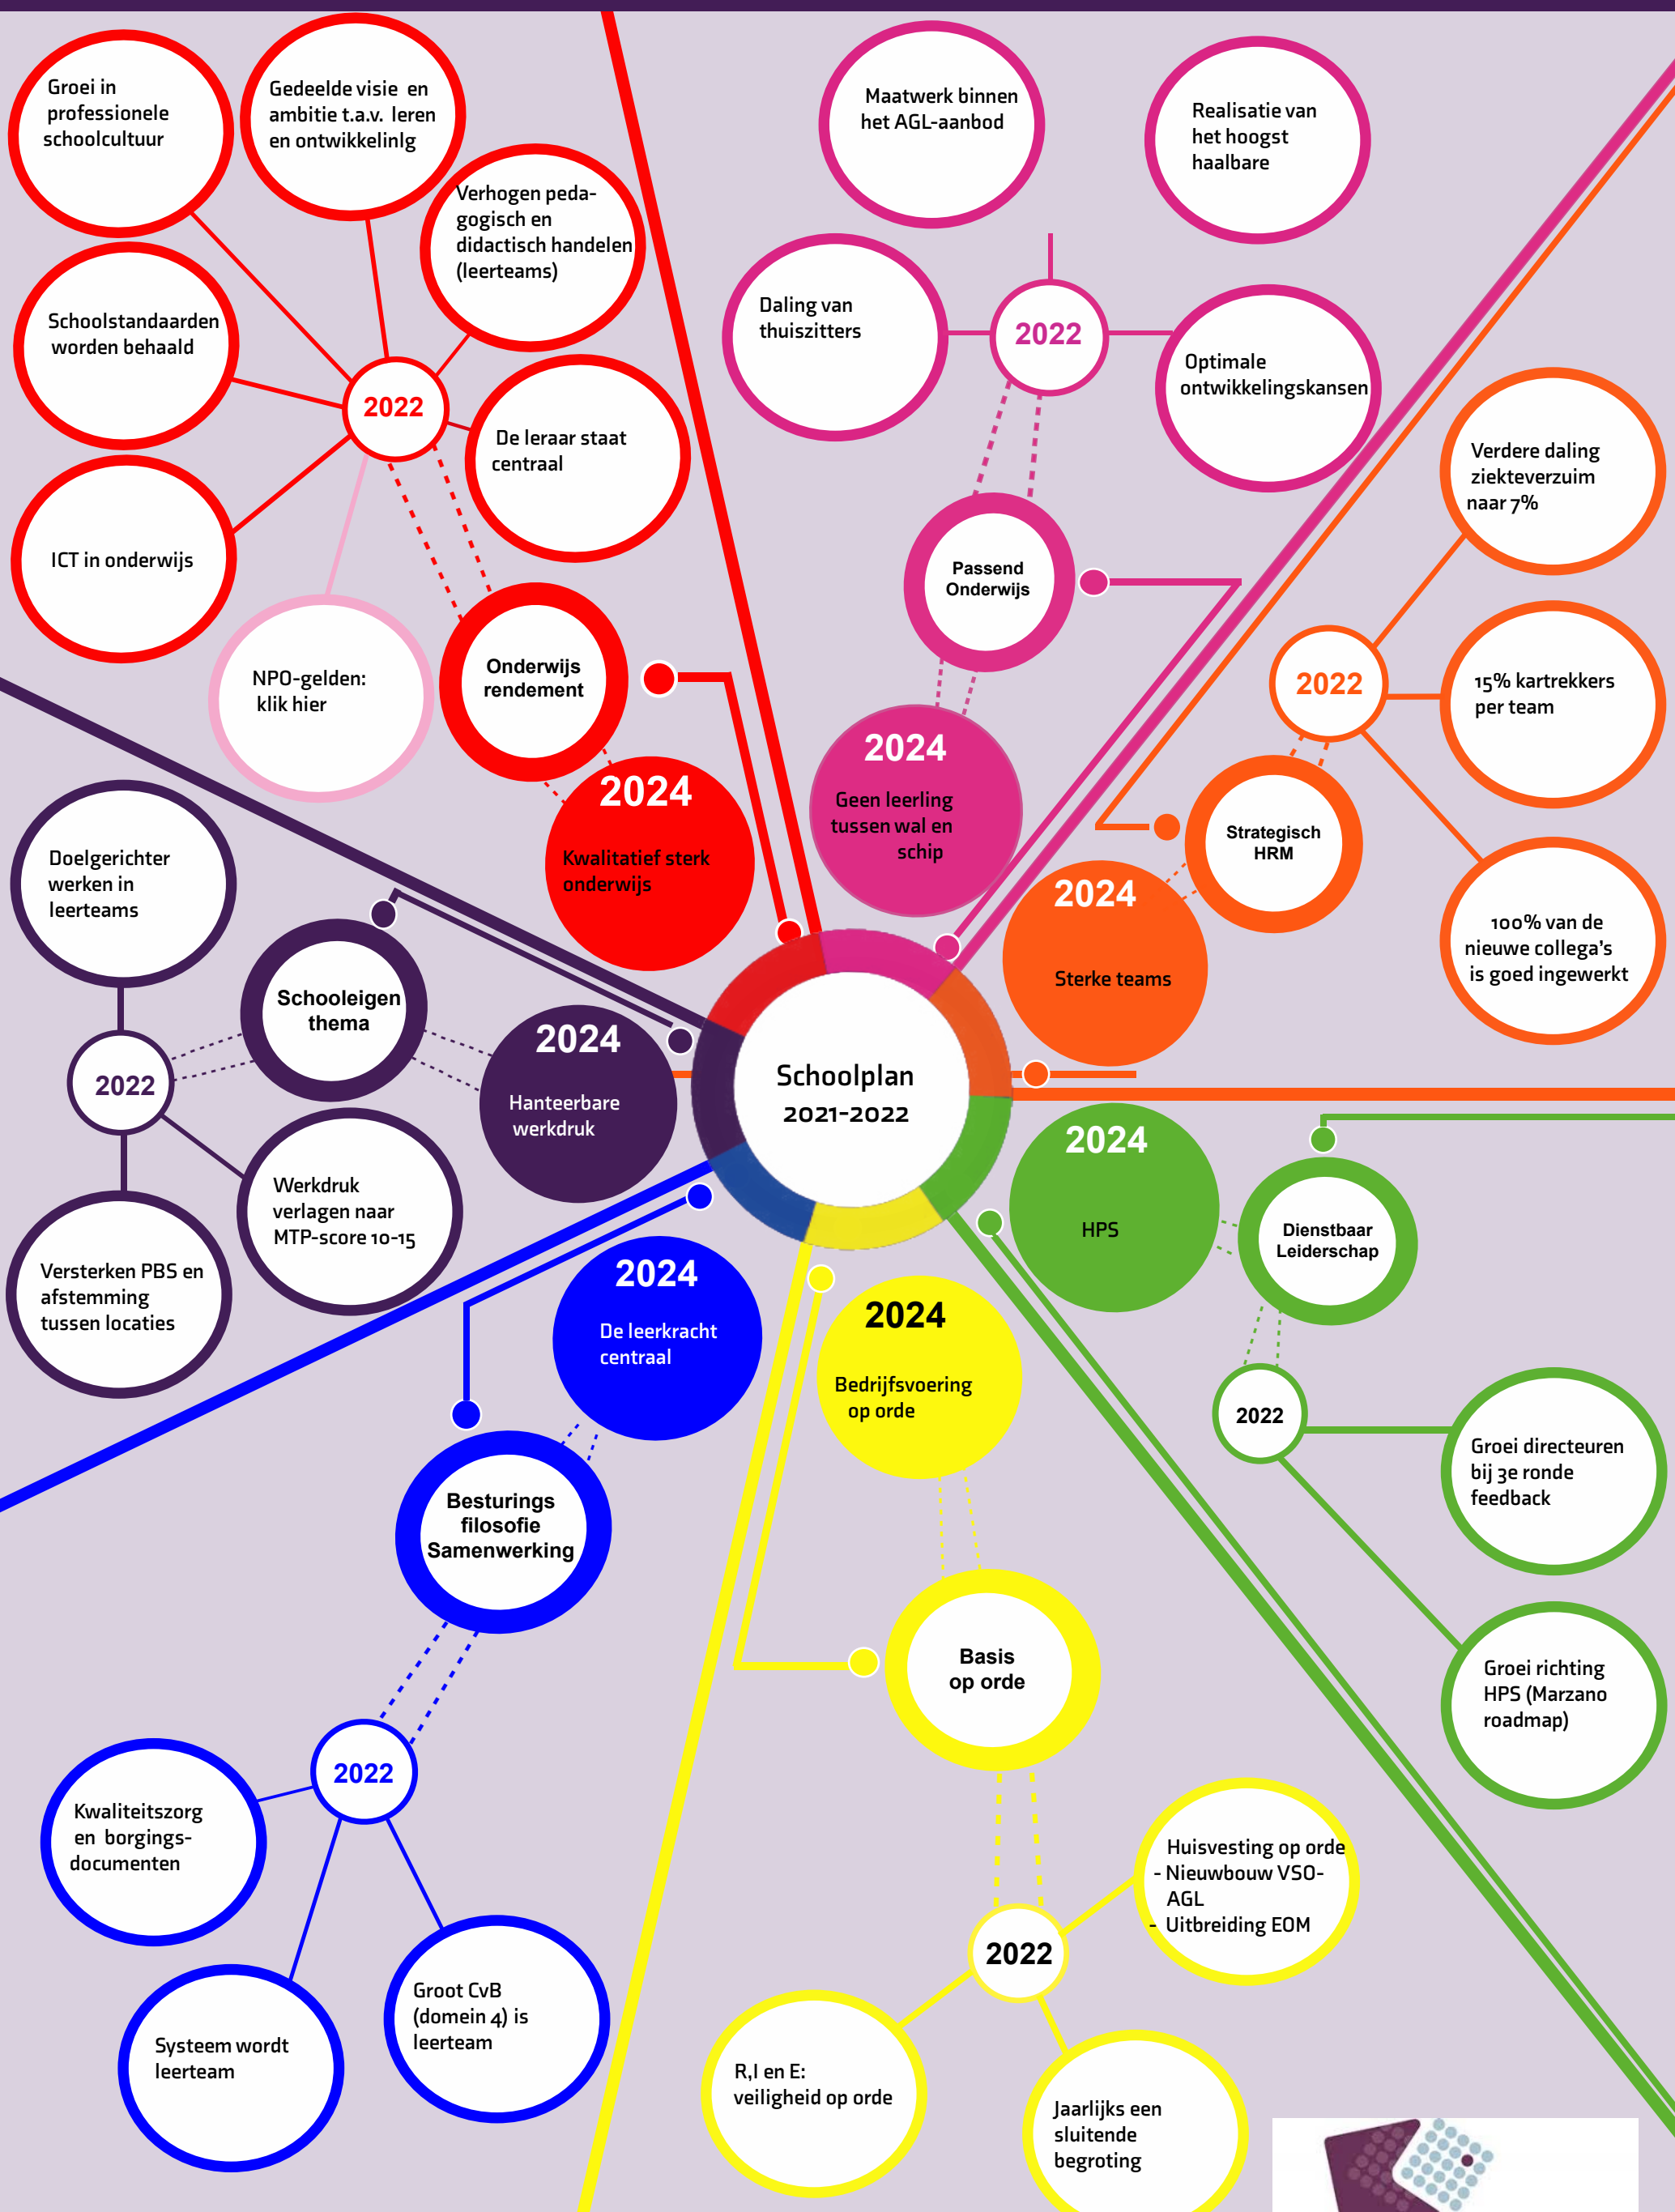 Groei in
professionele
schoolcultuur
Gedeelde visie en
ambitie t.a.v. leren
en ontwikkelinlg
Verhogen peda-
gogisch en
didactisch handelen
(leerteams)
Schoolstandaarden
worden behaald
2022
De leraar staat
centraal
ICT in onderwijs
NPO-gelden:
klik hier
Onderwijs
rendement
2024
Kwalitatief sterk
onderwijs
Maatwerk binnen
het AGL-aanbod
Realisatie van
het hoogst
haalbare
Daling van
thuiszitters
2022
Optimale
ontwikkelingskansen
Passend
Onderwijs
2024
Geen leerling
tussen wal en
schip
Verdere daling
ziekteverzuim
naar 7%
2022
15% kartrekkers
per team
Strategisch
HRM
100% van de
nieuwe collega's
is goed ingewerkt
2024
Sterke teams
Doelgerichter
werken in
leerteams
Schooleigen
thema
2022
2024
Hanteerbare
werkdruk
Werkdruk
verlagen naar
MTP-score 10-15
Versterken PBS en
afstemming
tussen locaties
Schoolplan
2021-2022
2024
HPS
Dienstbaar
Leiderschap
2022
Groei directeuren
bij 3e ronde
feedback
Groei richting
HPS (Marzano
roadmap)
2024
De leerkracht
centraal
Besturings
filosofie
Samenwerking
2022
Kwaliteitszorg
en borgings-
documenten
Systeem wordt
leerteam
Groot CvB
(domein 4) is
leerteam
2024
Bedrijfsvoering
op orde
Basis
op orde
2022
Huisvesting op orde
- Nieuwbouw VSO-
AGL
- Uitbreiding EOM
R,I en E:
veiligheid op orde
Jaarlijks een
sluitende
begroting